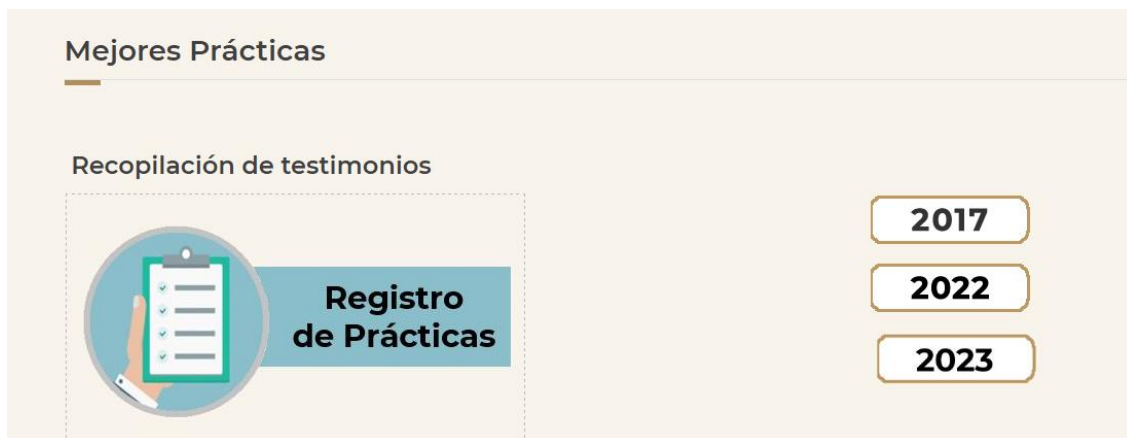 Mejores Prácticas
Recopilación de testimonios
Registro
de Prácticas
2017
2022
2023